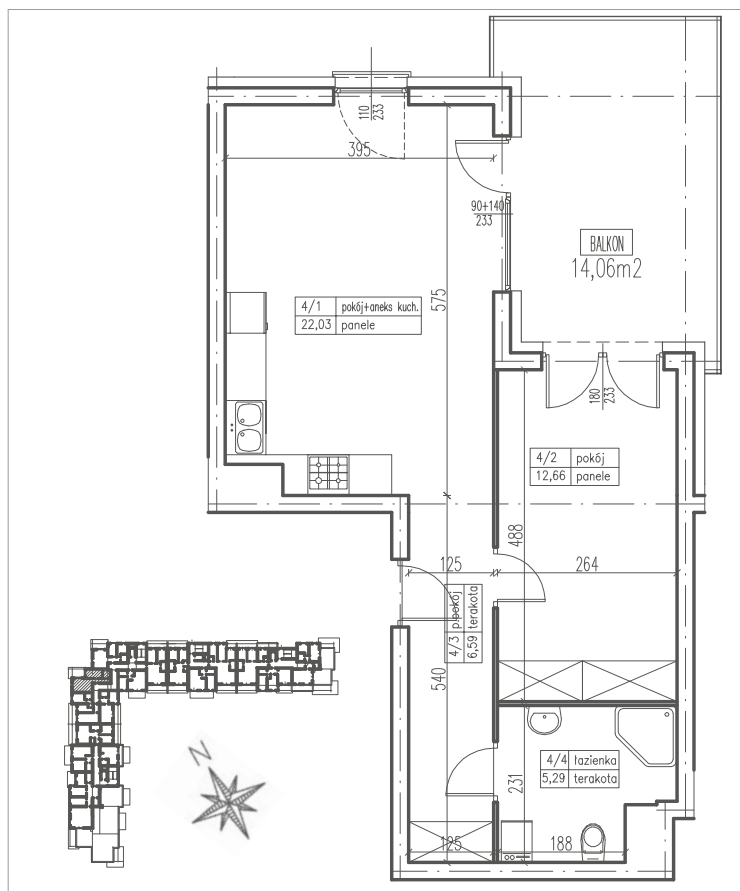 110
233
395
90+140
233
BALKON
14,06m2
575
4/1 pokój+aneks kuch.
22,03 panele
180
233
4/2 pokój
12,66 panele
488
125
264
4/3 p.pokój
6,59 terakota
540
N
4/4 łazienka
5,29 terakota
231
125
188